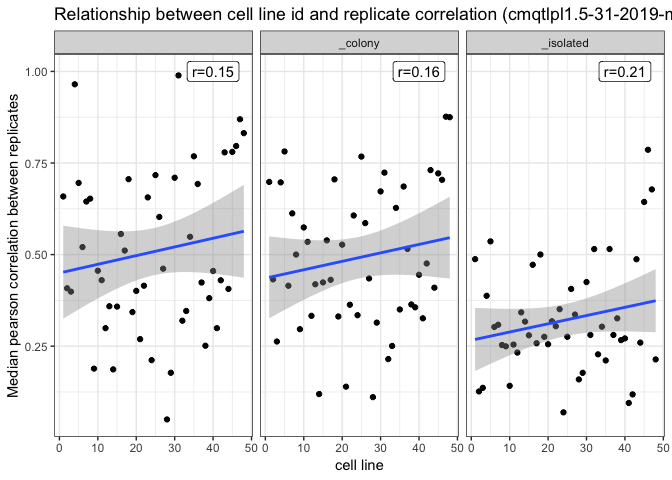 Relationship between cell line id and replicate correlation (cmqtlpl1.5-31-2019-
_colony
_isolated
r=0.15
r=0.16
r=0.21
Median pearson correlation between replicates
1.00
0.75
0.50
0.25
0 10 20 30 40 50
0 10 20 30 40 50
0 10 20 30 40 50
cell line